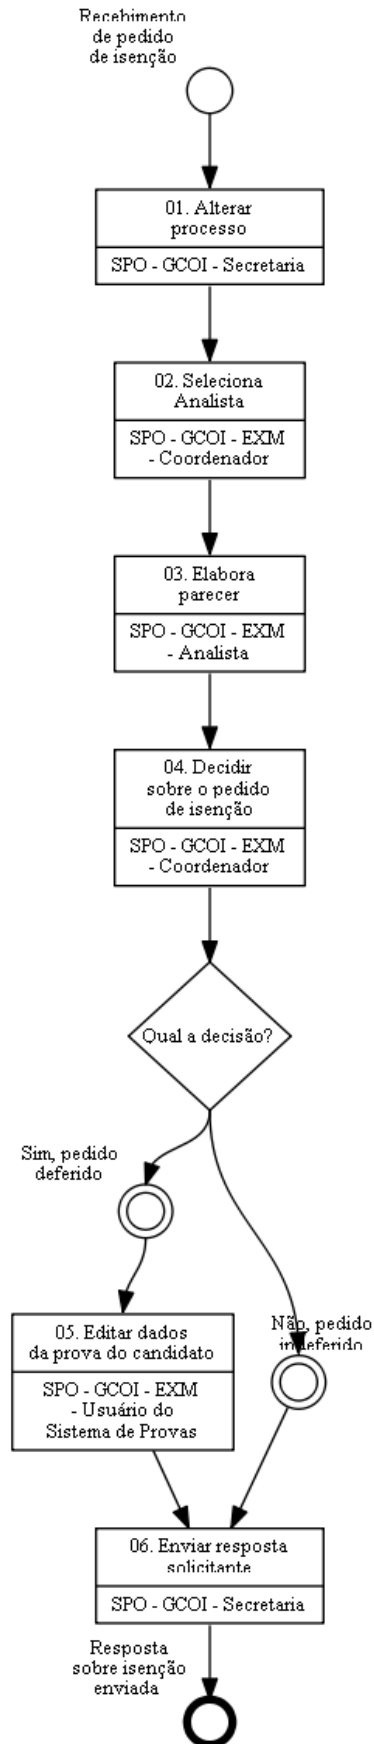 Recebimento
de pedido
de isenção
01. Alterar
processo
SPO - GCOI - Secretaria
02. Seleciona
Analista
SPO - GCOI - EXM
- Coordenador
03. Elabora
parecer
SPO - GCOI - EXM
- Analista
04. Decidir
sobre o pedido
de isenção
SPO - GCOI - EXM
- Coordenador
Qual a decisão?
Sim, pedido
deferido
Não, pedido
indeferido
05. Editar dados
da prova do candidato
SPO - GCOI - EXM
- Usuário do
Sistema de Provas
06. Enviar resposta
solicitante
SPO - GCOI - Secretaria
Resposta
sobre isenção
enviada